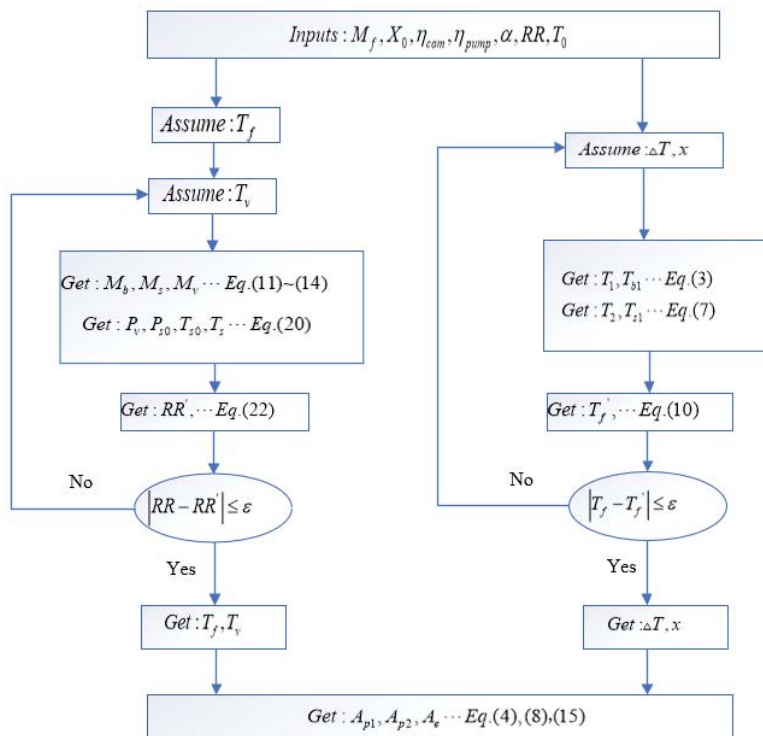 Inputs : M_f, X_0, η_com, η_pump, α, RR, T_0
Assume : T_f
Assume : T_v
Get : M_b, M_s, M_v ⋯ Eq.(11)~(14)
Get : P_v, P_s0, T_s0, T_s ⋯ Eq.(20)
Get : RR', ⋯ Eq.(22)
No
|RR − RR'| ≤ ε
Yes
Get : T_f, T_v
Assume : △T, x
Get : T_1, T_b1 ⋯ Eq.(3)
Get : T_2, T_s1 ⋯ Eq.(7)
Get : T_f', ⋯ Eq.(10)
No
|T_f − T_f'| ≤ ε
Yes
Get : △T, x
Get : A_p1, A_p2, A_e ⋯ Eq.(4), (8), (15)